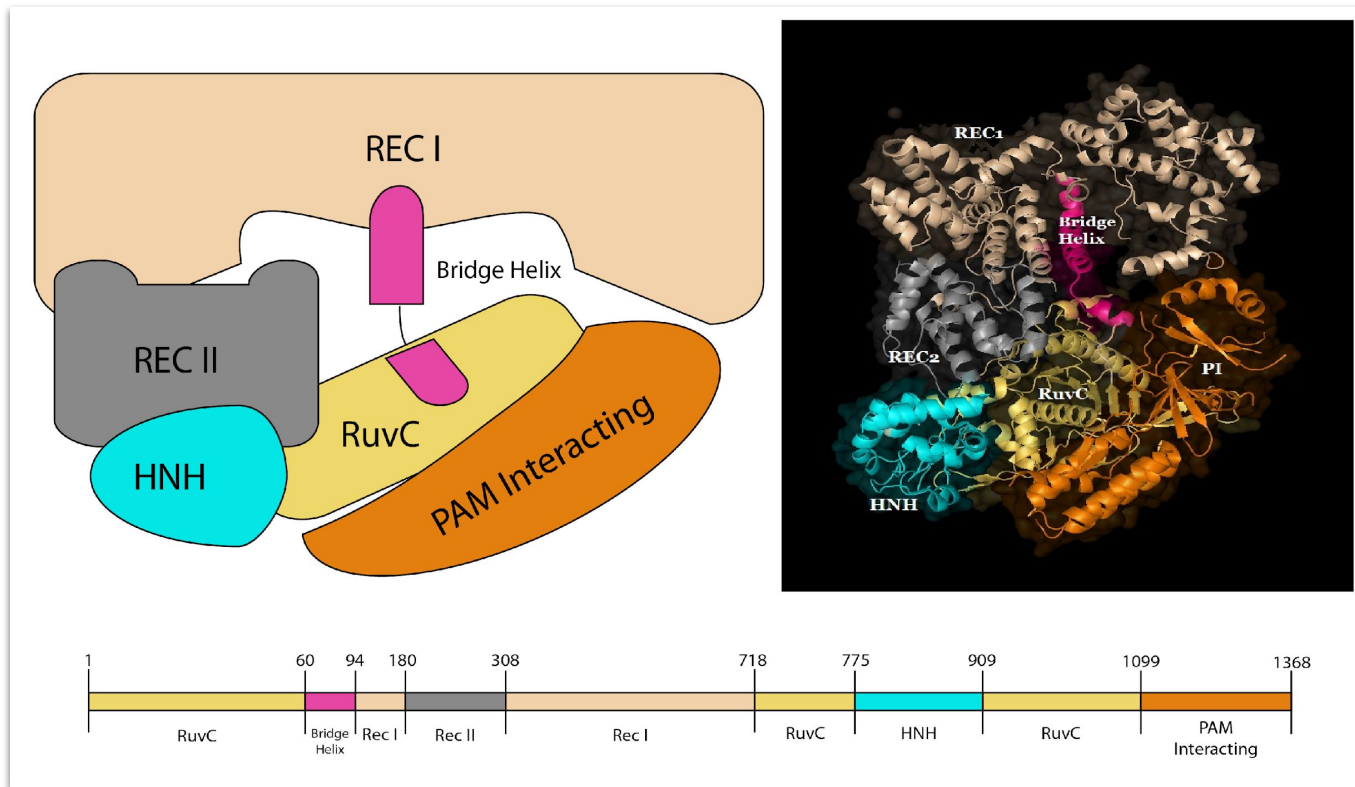 REC I
Bridge Helix
REC II
RuvC
HNH
PAM Interacting
REC1
Bridge
Helix
REC2
RuvC
PI
HNH
1 60 94 180 308 718 775 909 1099 1368
RuvC Bridge Helix Rec I Rec II Rec I RuvC HNH RuvC PAM Interacting